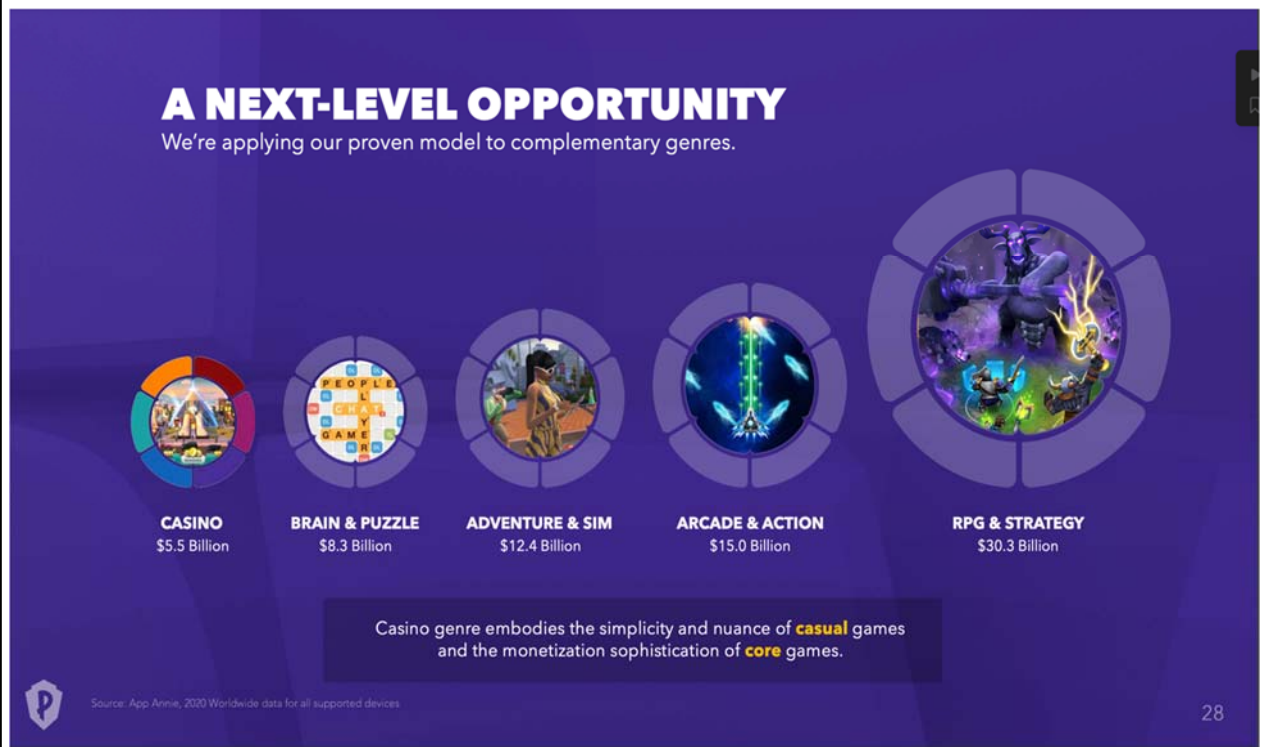 A NEXT-LEVEL OPPORTUNITY
We're applying our proven model to complementary genres.
PEOPLE
CHAT
GAME
PLAYER
CASINO
$5.5 Billion
BRAIN & PUZZLE
$8.3 Billion
ADVENTURE & SIM
$12.4 Billion
ARCADE & ACTION
$15.0 Billion
RPG & STRATEGY
$30.3 Billion
Casino genre embodies the simplicity and nuance of casual games
and the monetization sophistication of core games.
P
Source: App Annie, 2020 Worldwide data for all supported devices
28